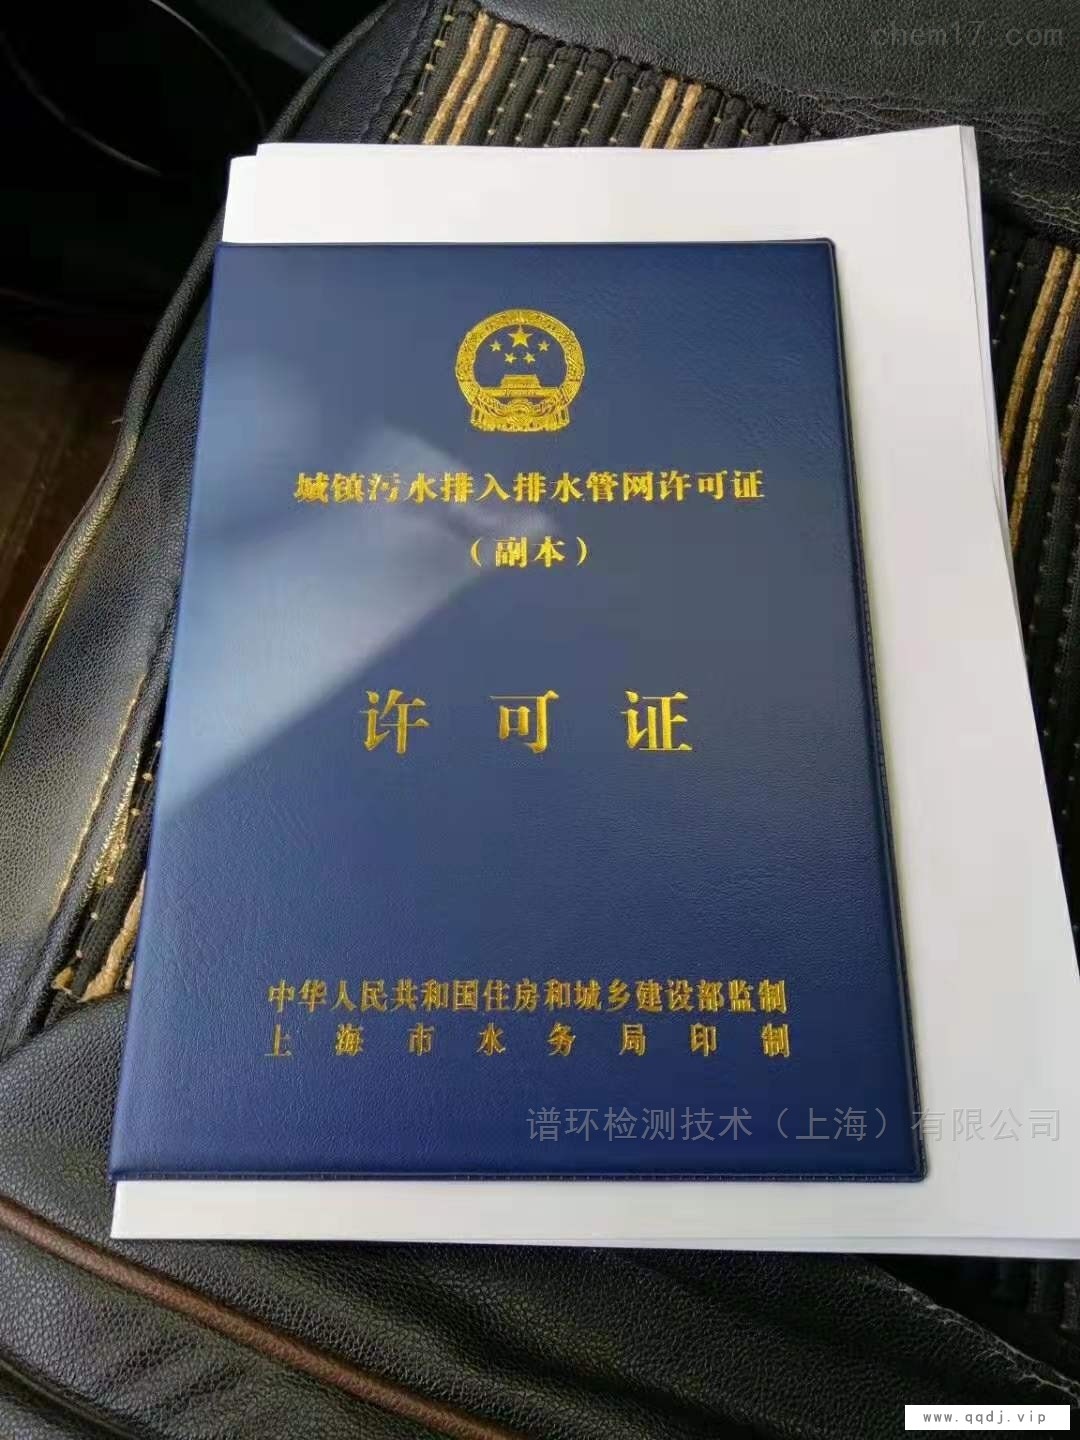 chem17.com
城镇污水排入排水管网许可证
（副本）
许可证
中华人民共和国住房和城乡建设部监制
上海市水务局印制
谱环检测技术（上海）有限公司
www.qqdj.vip